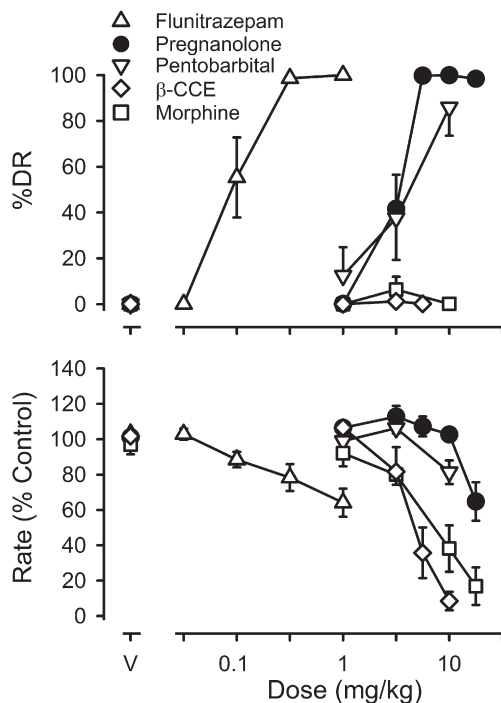 Flunitrazepam
Pregnanolone
Pentobarbital
β-CCE
Morphine
100
80
60
40
20
0
%DR
140
120
100
80
60
40
20
0
Rate (% Control)
V 0.1 1 10
Dose (mg/kg)